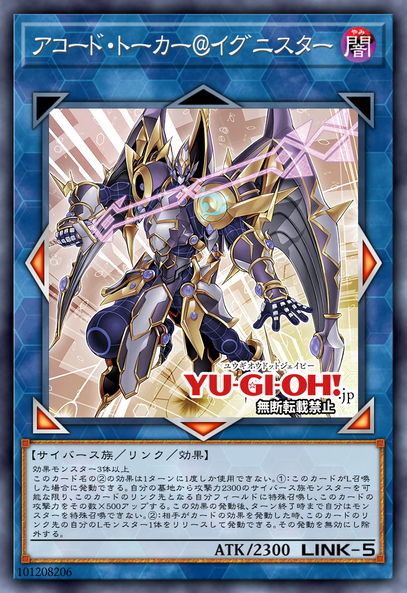 アコード・トーカー@イグニスター
やみ
闇
ユウギオウドットジェイピー
YU-GI-OH!.jp
無断転載禁止
【サイバース族／リンク／効果】
効果モンスター3体以上
このカード名の②の効果は1ターンに1度しか使用できない。①：このカードがL召喚
した場合に発動できる。自分の墓地から攻撃力2300のサイバース族モンスターを可
能な限り、このカードのリンク先となる自分フィールドに特殊召喚し、このカードの
攻撃力をその数×500アップする。この効果の発動後、ターン終了時まで自分はモン
スターを特殊召喚できない。②：相手がカードの効果を発動した時、このカードのリ
ンク先の自分のLモンスター1体をリリースして発動できる。その発動を無効にし除
外する。
ATK/2300 LINK-5
101208206